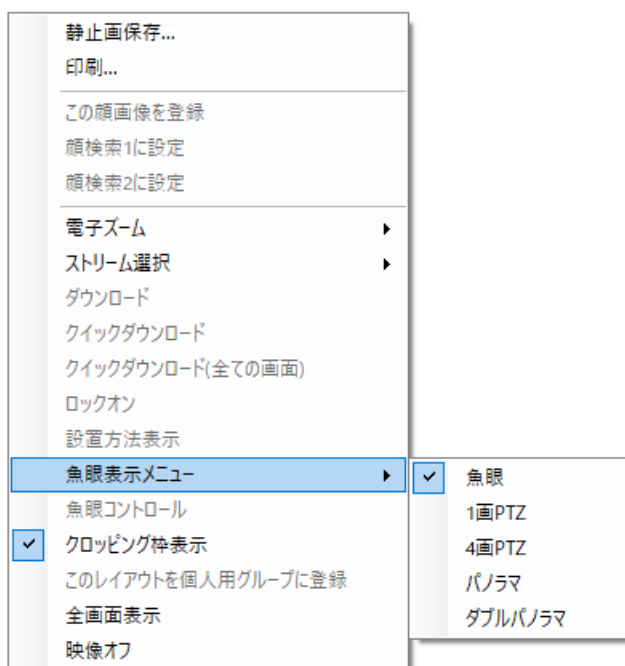 静止画保存...
印刷...
この顔画像を登録
顔検索1に設定
顔検索2に設定
電子ズーム
ストリーム選択
ダウンロード
クイックダウンロード
クイックダウンロード(全ての画面)
ロックオン
設置方法表示
魚眼表示メニュー
魚眼コントロール
クロッピング枠表示
このレイアウトを個人用グループに登録
全画面表示
映像オフ
魚眼
1画PTZ
4画PTZ
パノラマ
ダブルパノラマ